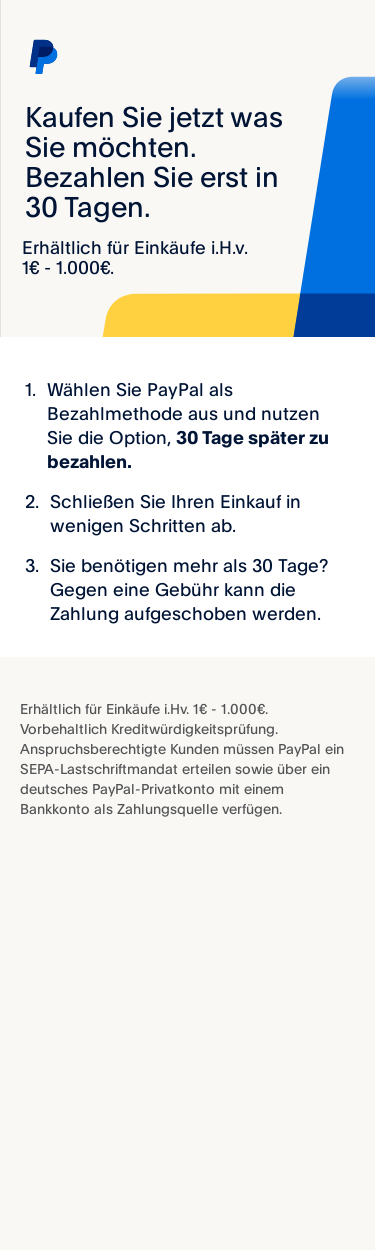 Kaufen Sie jetzt was
Sie möchten.
Bezahlen Sie erst in
30 Tagen.
Erhältlich für Einkäufe i.H.v.
1€ - 1.000€.
1. Wählen Sie PayPal als
Bezahlmethode aus und nutzen
Sie die Option, 30 Tage später zu
bezahlen.
2. Schließen Sie Ihren Einkauf in
wenigen Schritten ab.
3. Sie benötigen mehr als 30 Tage?
Gegen eine Gebühr kann die
Zahlung aufgeschoben werden.
Erhältlich für Einkäufe i.Hv. 1€ - 1.000€.
Vorbehaltlich Kreditwürdigkeitsprüfung.
Anspruchsberechtigte Kunden müssen PayPal ein
SEPA-Lastschriftmandat erteilen sowie über ein
deutsches PayPal-Privatkonto mit einem
Bankkonto als Zahlungsquelle verfügen.